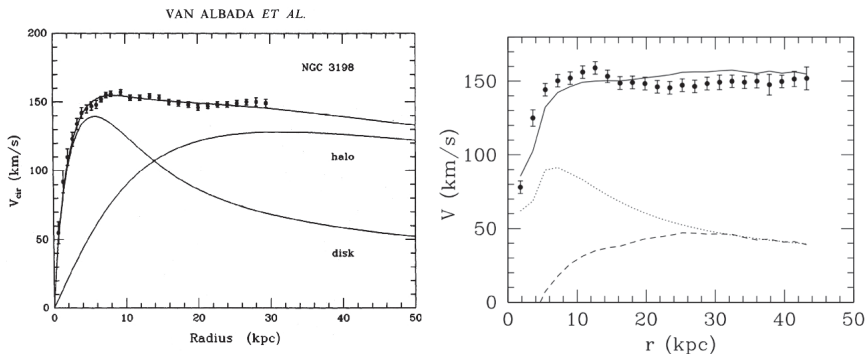 VAN ALBADA ET AL.
200
150
100
50
0
V_cir (km/s)
NGC 3198
halo
disk
0 10 20 30 40 50
Radius (kpc)
150
100
50
0
V (km/s)
0 10 20 30 40 50
r (kpc)